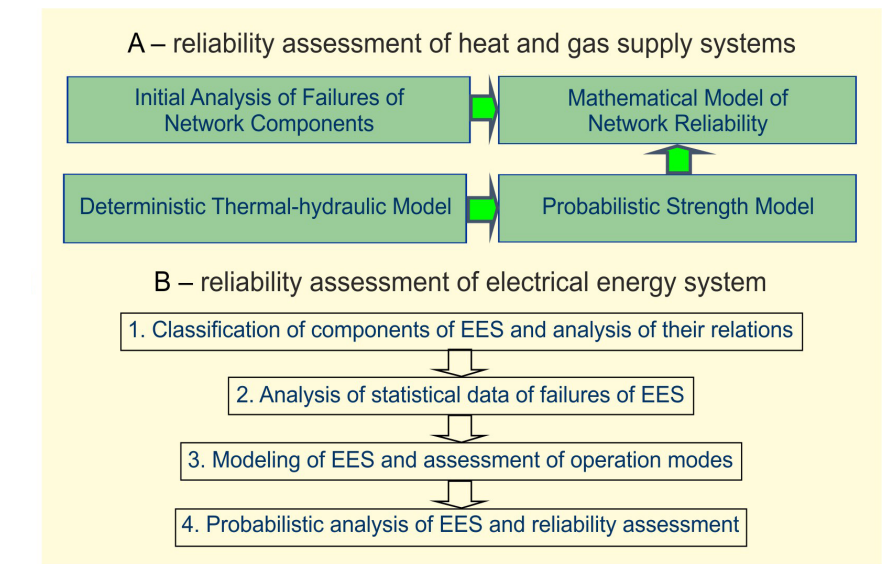 A – reliability assessment of heat and gas supply systems
Initial Analysis of Failures of
Network Components
Mathematical Model of
Network Reliability
Deterministic Thermal-hydraulic Model
Probabilistic Strength Model
B – reliability assessment of electrical energy system
1. Classification of components of EES and analysis of their relations
2. Analysis of statistical data of failures of EES
3. Modeling of EES and assessment of operation modes
4. Probabilistic analysis of EES and reliability assessment